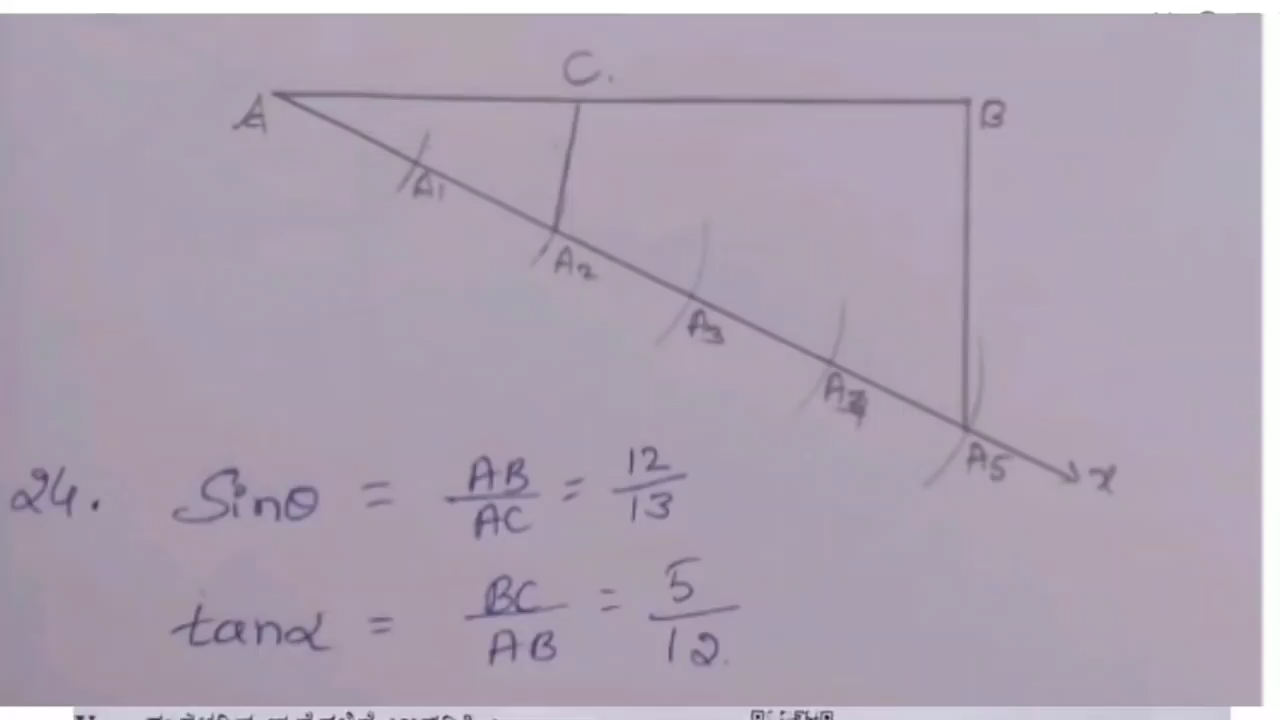 C.
A
B
A1
A2
A3
A4
A5
x
24. Sinθ = AB/AC = 12/13
tanα = BC/AB = 5/12.